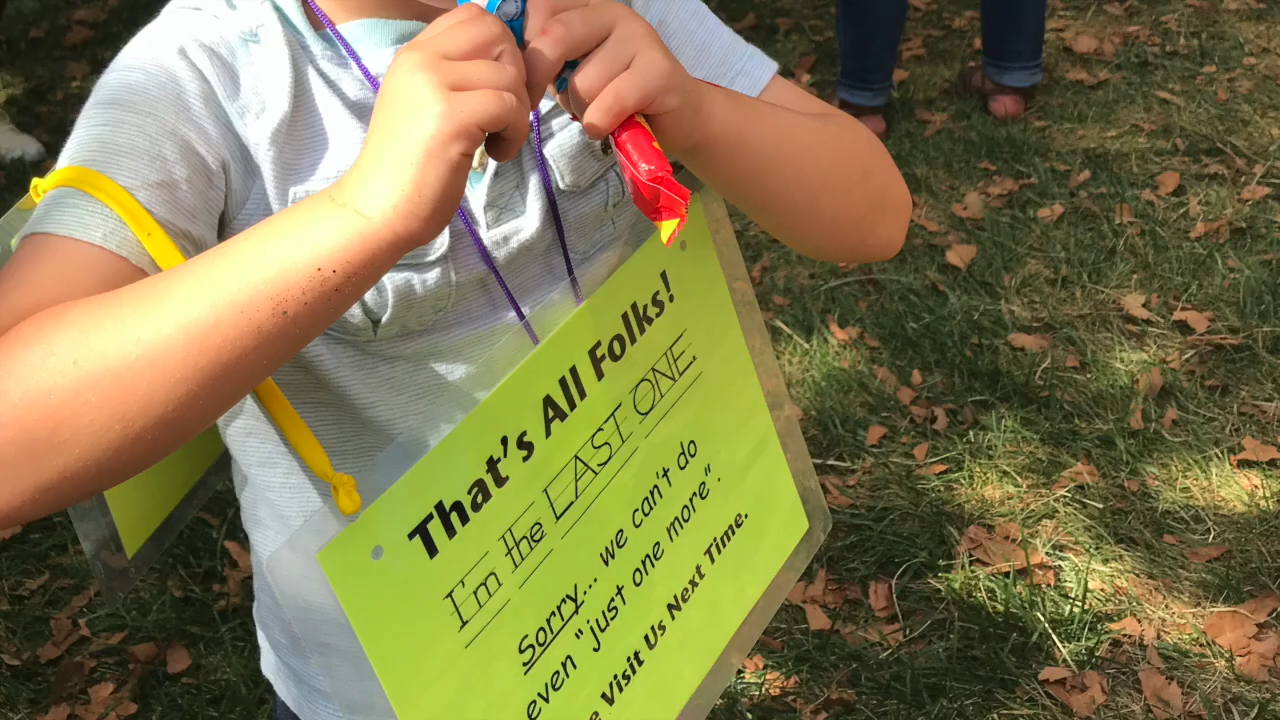 That's All Folks!
I'm the LAST ONE.
Sorry... we can't do
even "just one more".
Visit Us Next Time.